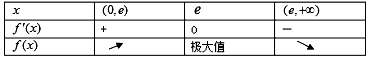 x (0,e) e (e,+∞)
f'(x) + 0 −
f(x) ↗ 极大值 ↘